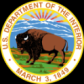 U.S. DEPARTMENT OF THE INTERIOR
MARCH 3, 1849